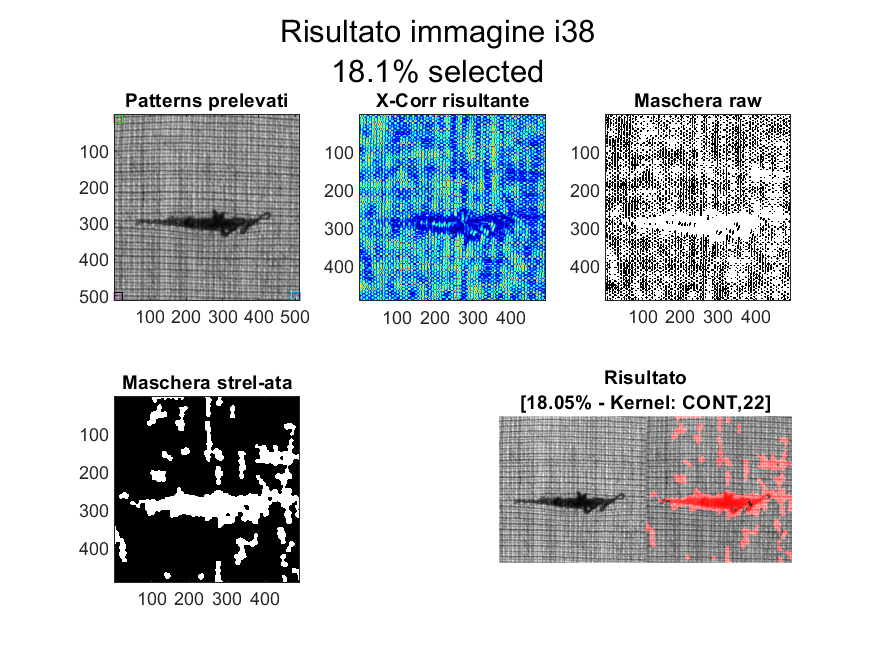 Risultato immagine i38
18.1% selected
Patterns prelevati
100
200
300
400
500
100 200 300 400 500
X-Corr risultante
100
200
300
400
100 200 300 400
Maschera raw
100
200
300
400
100 200 300 400
Maschera strel-ata
100
200
300
400
100 200 300 400
Risultato
[18.05% - Kernel: CONT,22]